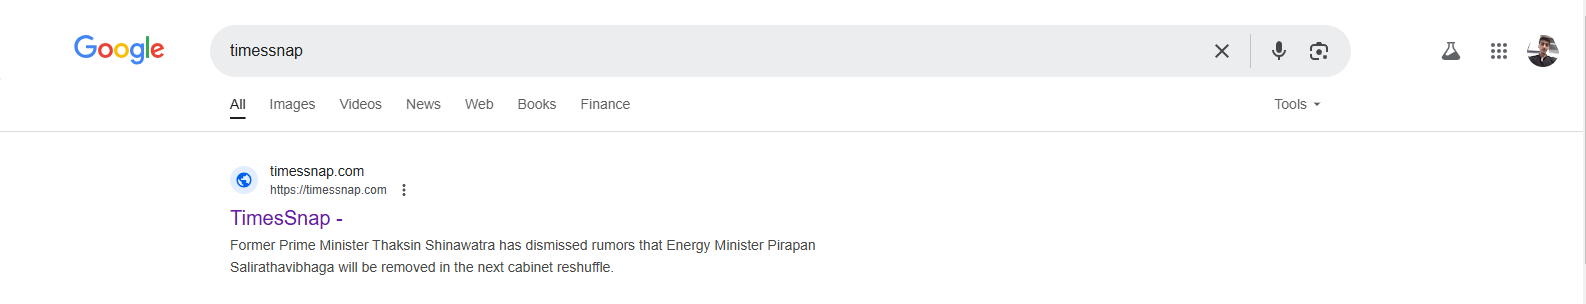 Google
timessnap
All Images Videos News Web Books Finance Tools
timessnap.com
https://timessnap.com
TimesSnap -
Former Prime Minister Thaksin Shinawatra has dismissed rumors that Energy Minister Pirapan
Salirathavibhaga will be removed in the next cabinet reshuffle.